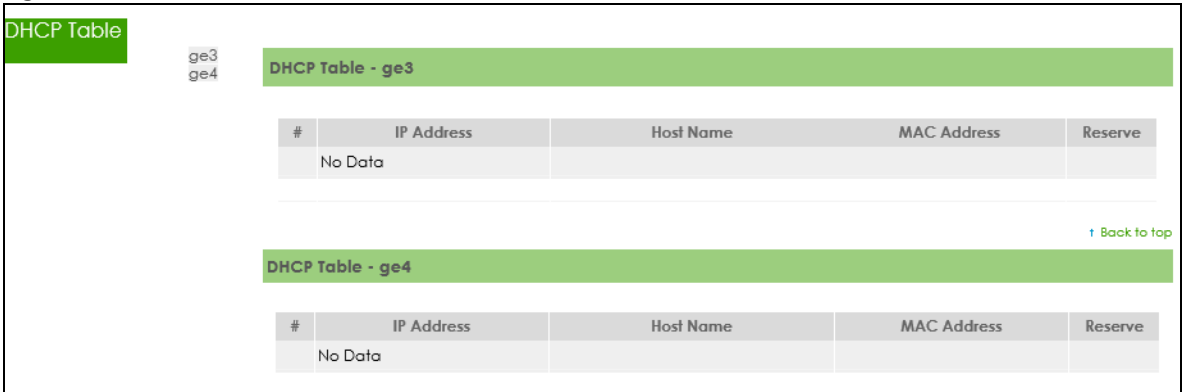 DHCP Table
ge3
ge4
DHCP Table - ge3
# IP Address Host Name MAC Address Reserve
No Data
↑ Back to top
DHCP Table - ge4
# IP Address Host Name MAC Address Reserve
No Data